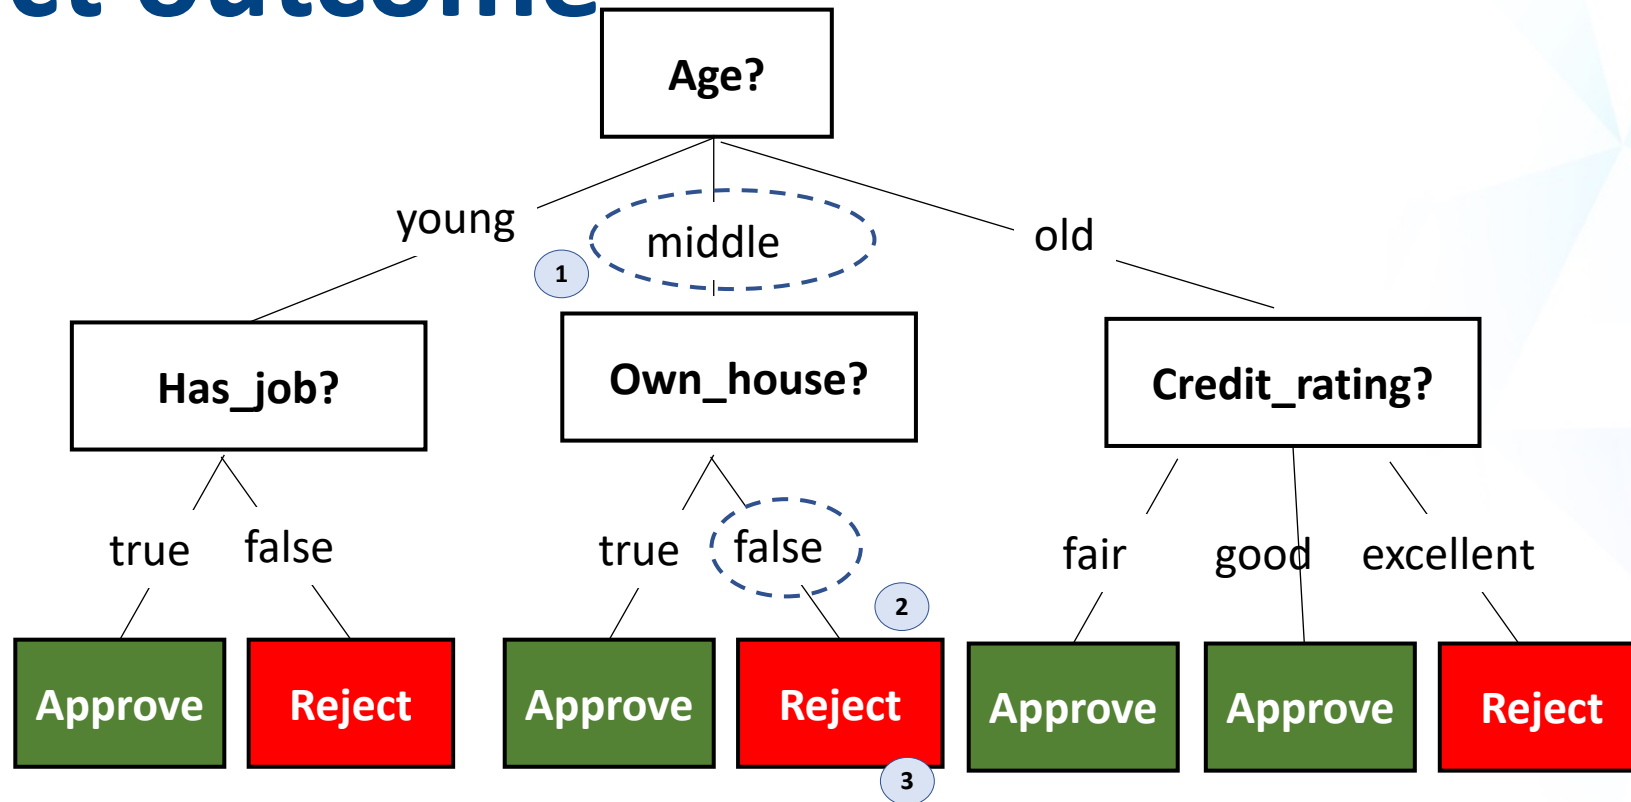 outcome
Age?
young
middle
old
1
Has_job?
Own_house?
Credit_rating?
true
false
true
false
fair
good
excellent
2
Approve
Reject
Approve
Reject
Approve
Approve
Reject
3